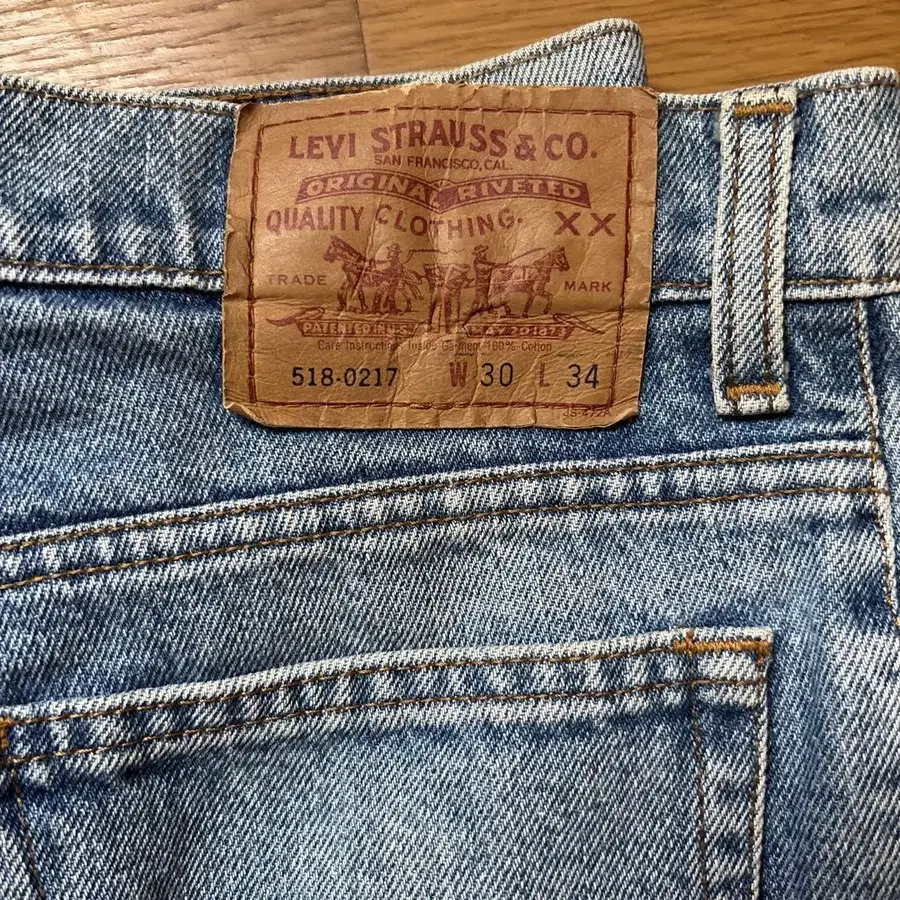 LEVI STRAUSS & CO.
SAN FRANCISCO, CAL.
ORIGINAL RIVETED
QUALITY CLOTHING. XX
TRADE MARK
PATENTED IN U.S. MAY 20 1873
Care Instructions Inside Garment 100% Cotton
518-0217 W 30 L 34